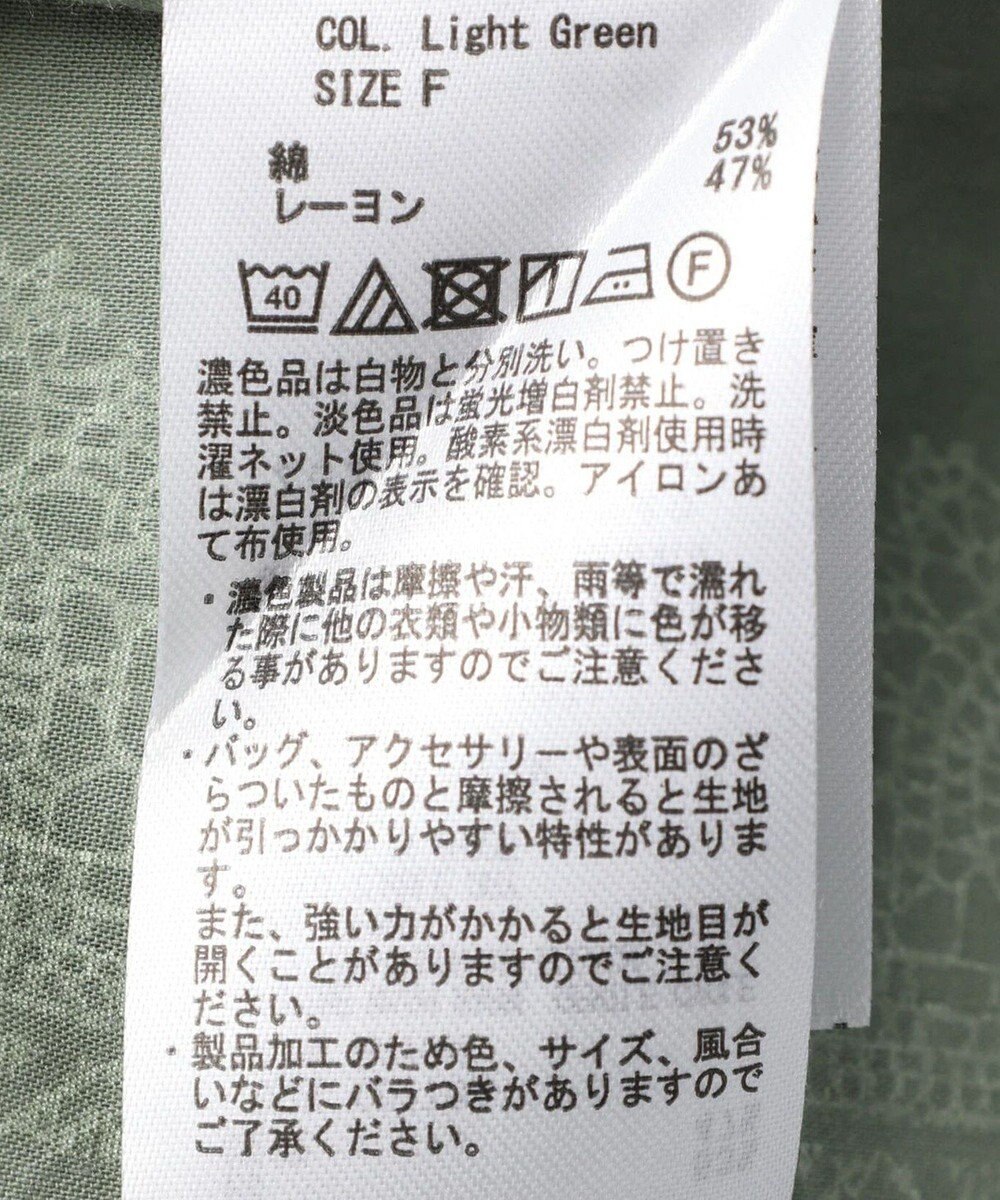 COL. Light Green
SIZE F
綿 53%
レーヨン 47%
40
F
濃色品は白物と分別洗い。つけ置き
禁止。淡色品は蛍光増白剤禁止。洗
濯ネット使用。酸素系漂白剤使用時
は漂白剤の表示を確認。アイロンあ
て布使用。
・濃色製品は摩擦や汗、雨等で濡れ
た際に他の衣類や小物類に色が移
る事がありますのでご注意くださ
い。
・バッグ、アクセサリーや表面のざ
らついたものと摩擦されると生地
が引っかかりやすい特性がありま
す。
また、強い力がかかると生地目が
開くことがありますのでご注意く
ださい。
・製品加工のため色、サイズ、風合
いなどにバラつきがありますので
ご了承ください。